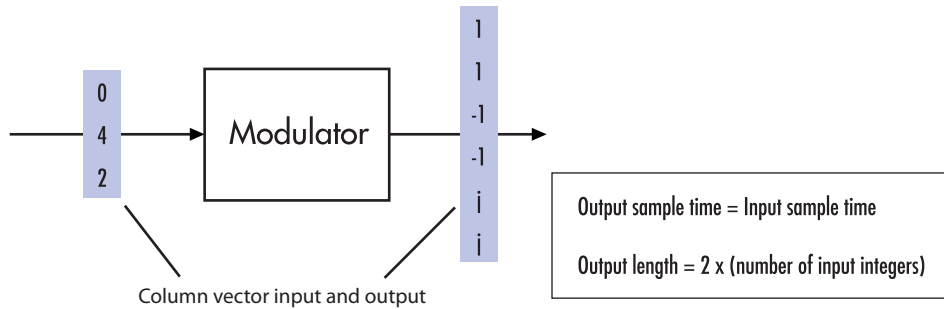 0
4
2
Modulator
1
1
-1
-1
i
i
Output sample time = Input sample time
Output length = 2 x (number of input integers)
Column vector input and output